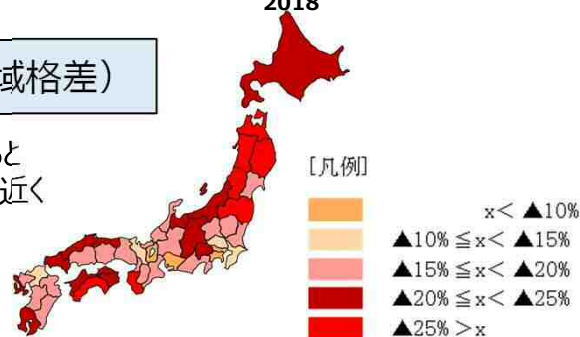 2018
域格差）
と
近く
[凡例]
x< ▲10%
▲10%≦x< ▲15%
▲15%≦x< ▲20%
▲20%≦x< ▲25%
▲25%>x